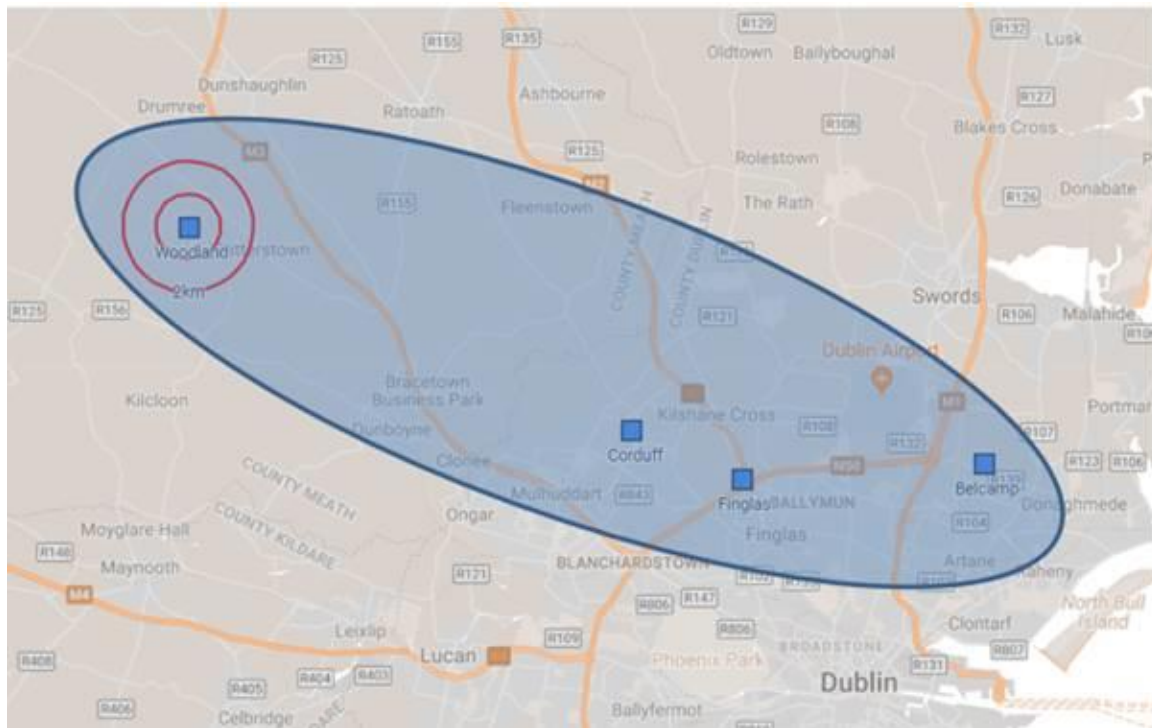 R129
R132
Lusk
R155
R135
Oldtown
Ballyboghal
R125
Dunshaughlin
Drumree
Ratoath
Ashbourne
R127
R108
Blakes Cross
M3
R125
Rolestown
Donabate
R155
Fleenstown
The Rath
R126
COUNTY MEATH
COUNTY DUBLIN
Woodland
2km
Swords
R125
R156
R121
R106
Malahide
Dublin Airport
Bracetown
Business Park
Kilcloon
M1
Portmar
Kilshane Cross
Dunboyne
R108
R132
R107
Corduff
Clonee
R123
R106
Belcamp
R139
Mulhuddart
R843
Finglas
BALLYMUN
Donaghmede
COUNTY MEATH
COUNTY KILDARE
Moyglare Hall
Ongar
R104
Finglas
R148
Maynooth
BLANCHARDSTOWN
Artane
R121
R102
Raheny
M4
R147
R806
North Bull
Island
Leixlip
R109
R806
Clontarf
BROADSTONE
R807
R408
Lucan
Phoenix Park
R131
R404
R403
R405
Dublin
R406
Celbridge
Ballyfermot